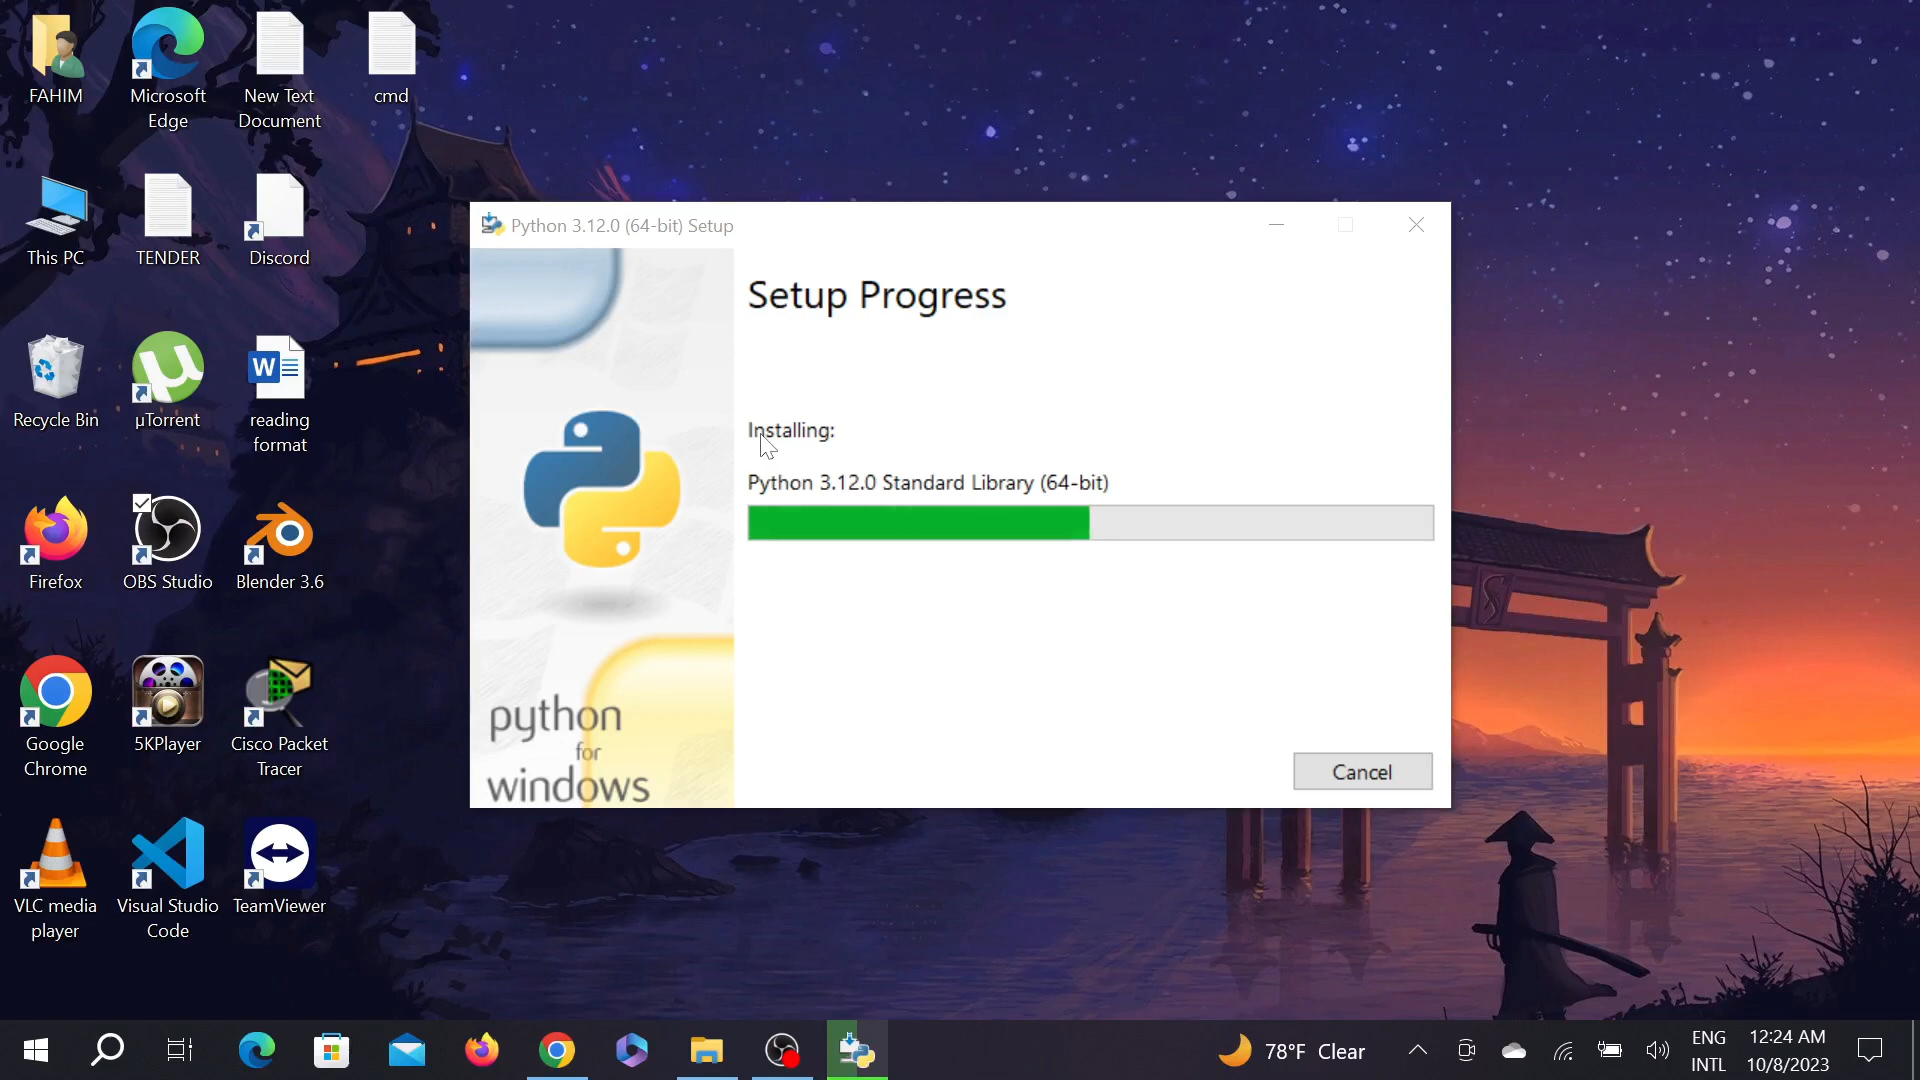 FAHIM
Microsoft
Edge
New Text
Document
cmd
This PC
TENDER
Discord
Recycle Bin
µTorrent
reading
format
Firefox
OBS Studio
Blender 3.6
Google
Chrome
5KPlayer
Cisco Packet
Tracer
VLC media
player
Visual Studio
Code
TeamViewer
Python 3.12.0 (64-bit) Setup
Setup Progress
Installing:
Python 3.12.0 Standard Library (64-bit)
Cancel
python
for
windows
78°F Clear
ENG
INTL
12:24 AM
10/8/2023